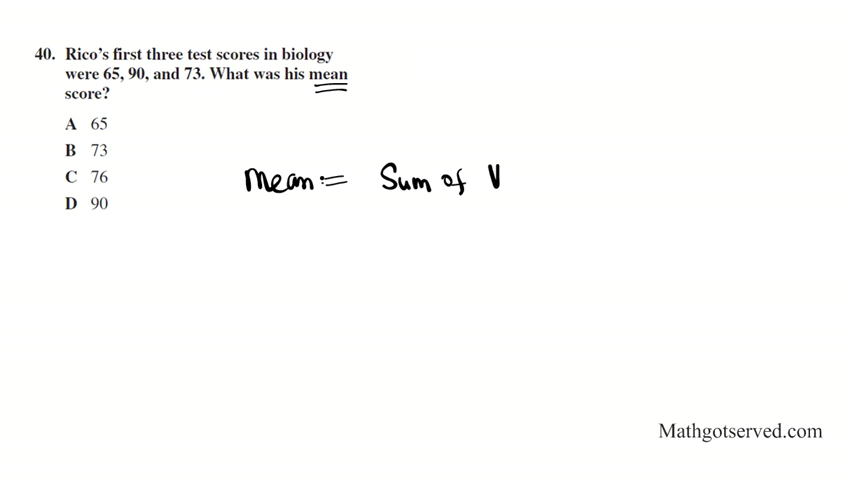 40. Rico's first three test scores in biology
were 65, 90, and 73. What was his mean
score?
A 65
B 73
C 76
D 90
Mean:= Sum of V
Mathgotserved.com